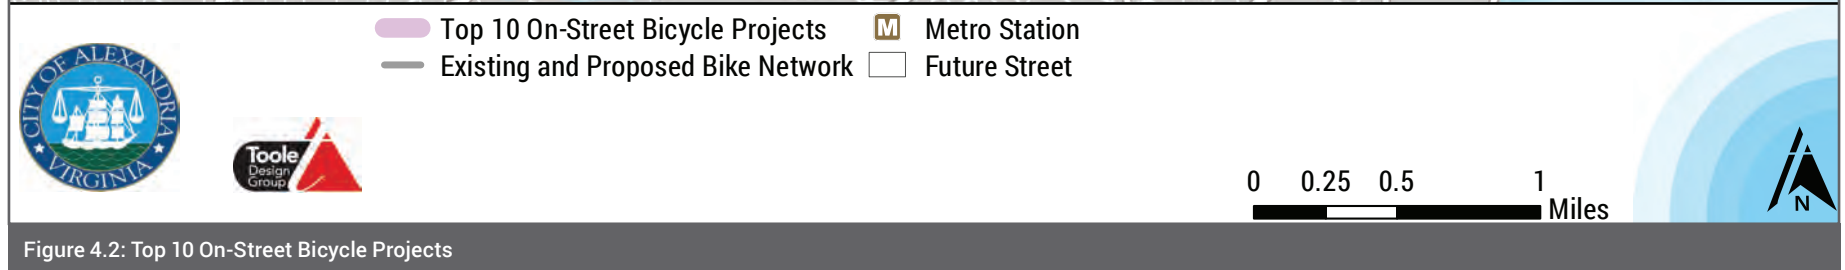 Top 10 On-Street Bicycle Projects
Existing and Proposed Bike Network
M Metro Station
Future Street
CITY OF ALEXANDRIA
VIRGINIA
Toole
Design
Group
0 0.25 0.5 1
Miles
N
Figure 4.2: Top 10 On-Street Bicycle Projects